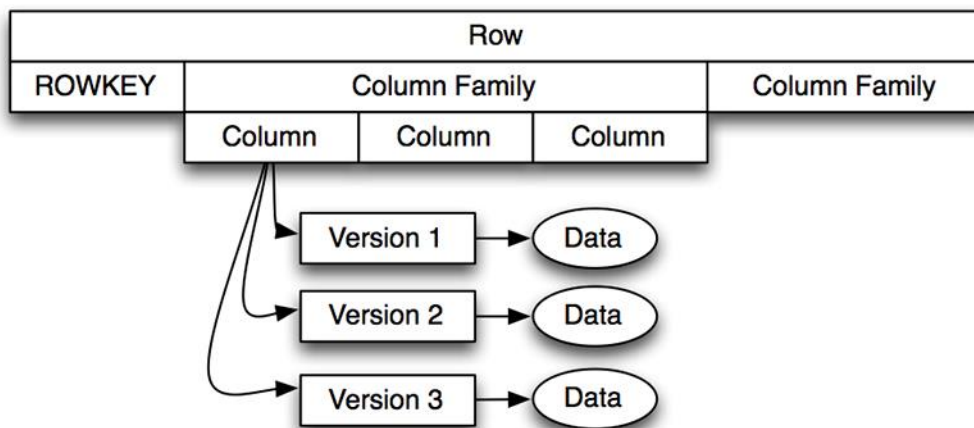 Row
ROWKEY Column Family Column Family
Column Column Column
Version 1 Data
Version 2 Data
Version 3 Data